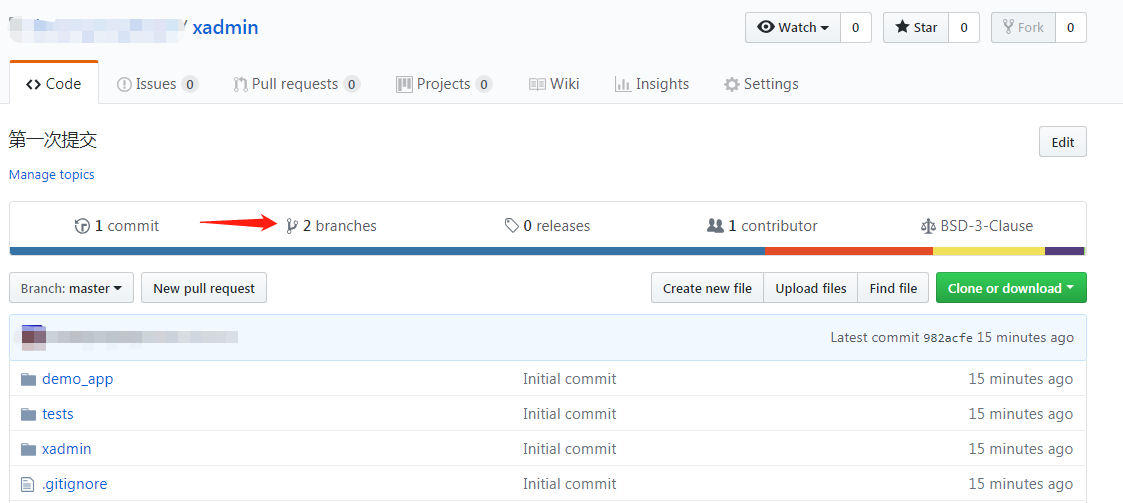 / xadmin Watch 0 Star 0 Fork 0
Code Issues 0 Pull requests 0 Projects 0 Wiki Insights Settings
第一次提交 Edit
Manage topics
1 commit 2 branches 0 releases 1 contributor BSD-3-Clause
Branch: master New pull request Create new file Upload files Find file Clone or download
Latest commit 982acfe 15 minutes ago
demo_app Initial commit 15 minutes ago
tests Initial commit 15 minutes ago
xadmin Initial commit 15 minutes ago
.gitignore Initial commit 15 minutes ago